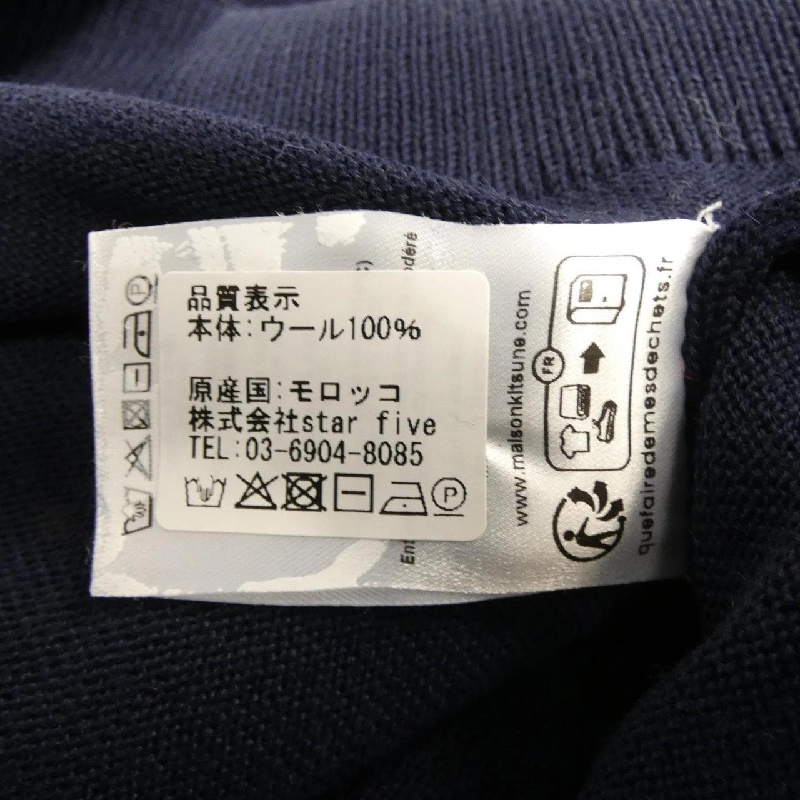 品質表示
本体:ウール100%
原産国:モロッコ
株式会社star five
TEL:03-6904-8085
P
P
Ent
odéré
www.maisonkitsune.com
FR
quefairedemesdechets.fr